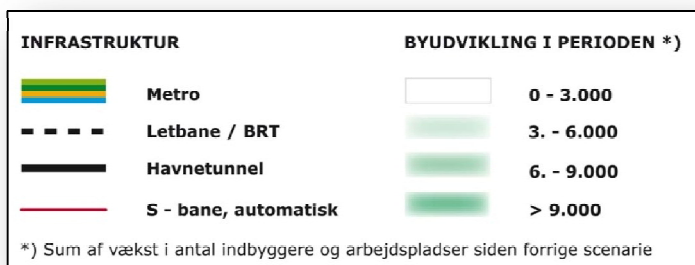 INFRASTRUKTUR
BYUDVIKLING I PERIODEN *)
Metro
0 - 3.000
Letbane / BRT
3. - 6.000
Havnetunnel
6. - 9.000
S - bane, automatisk
> 9.000
*) Sum af vækst i antal indbyggere og arbejdspladser siden forrige scenarie